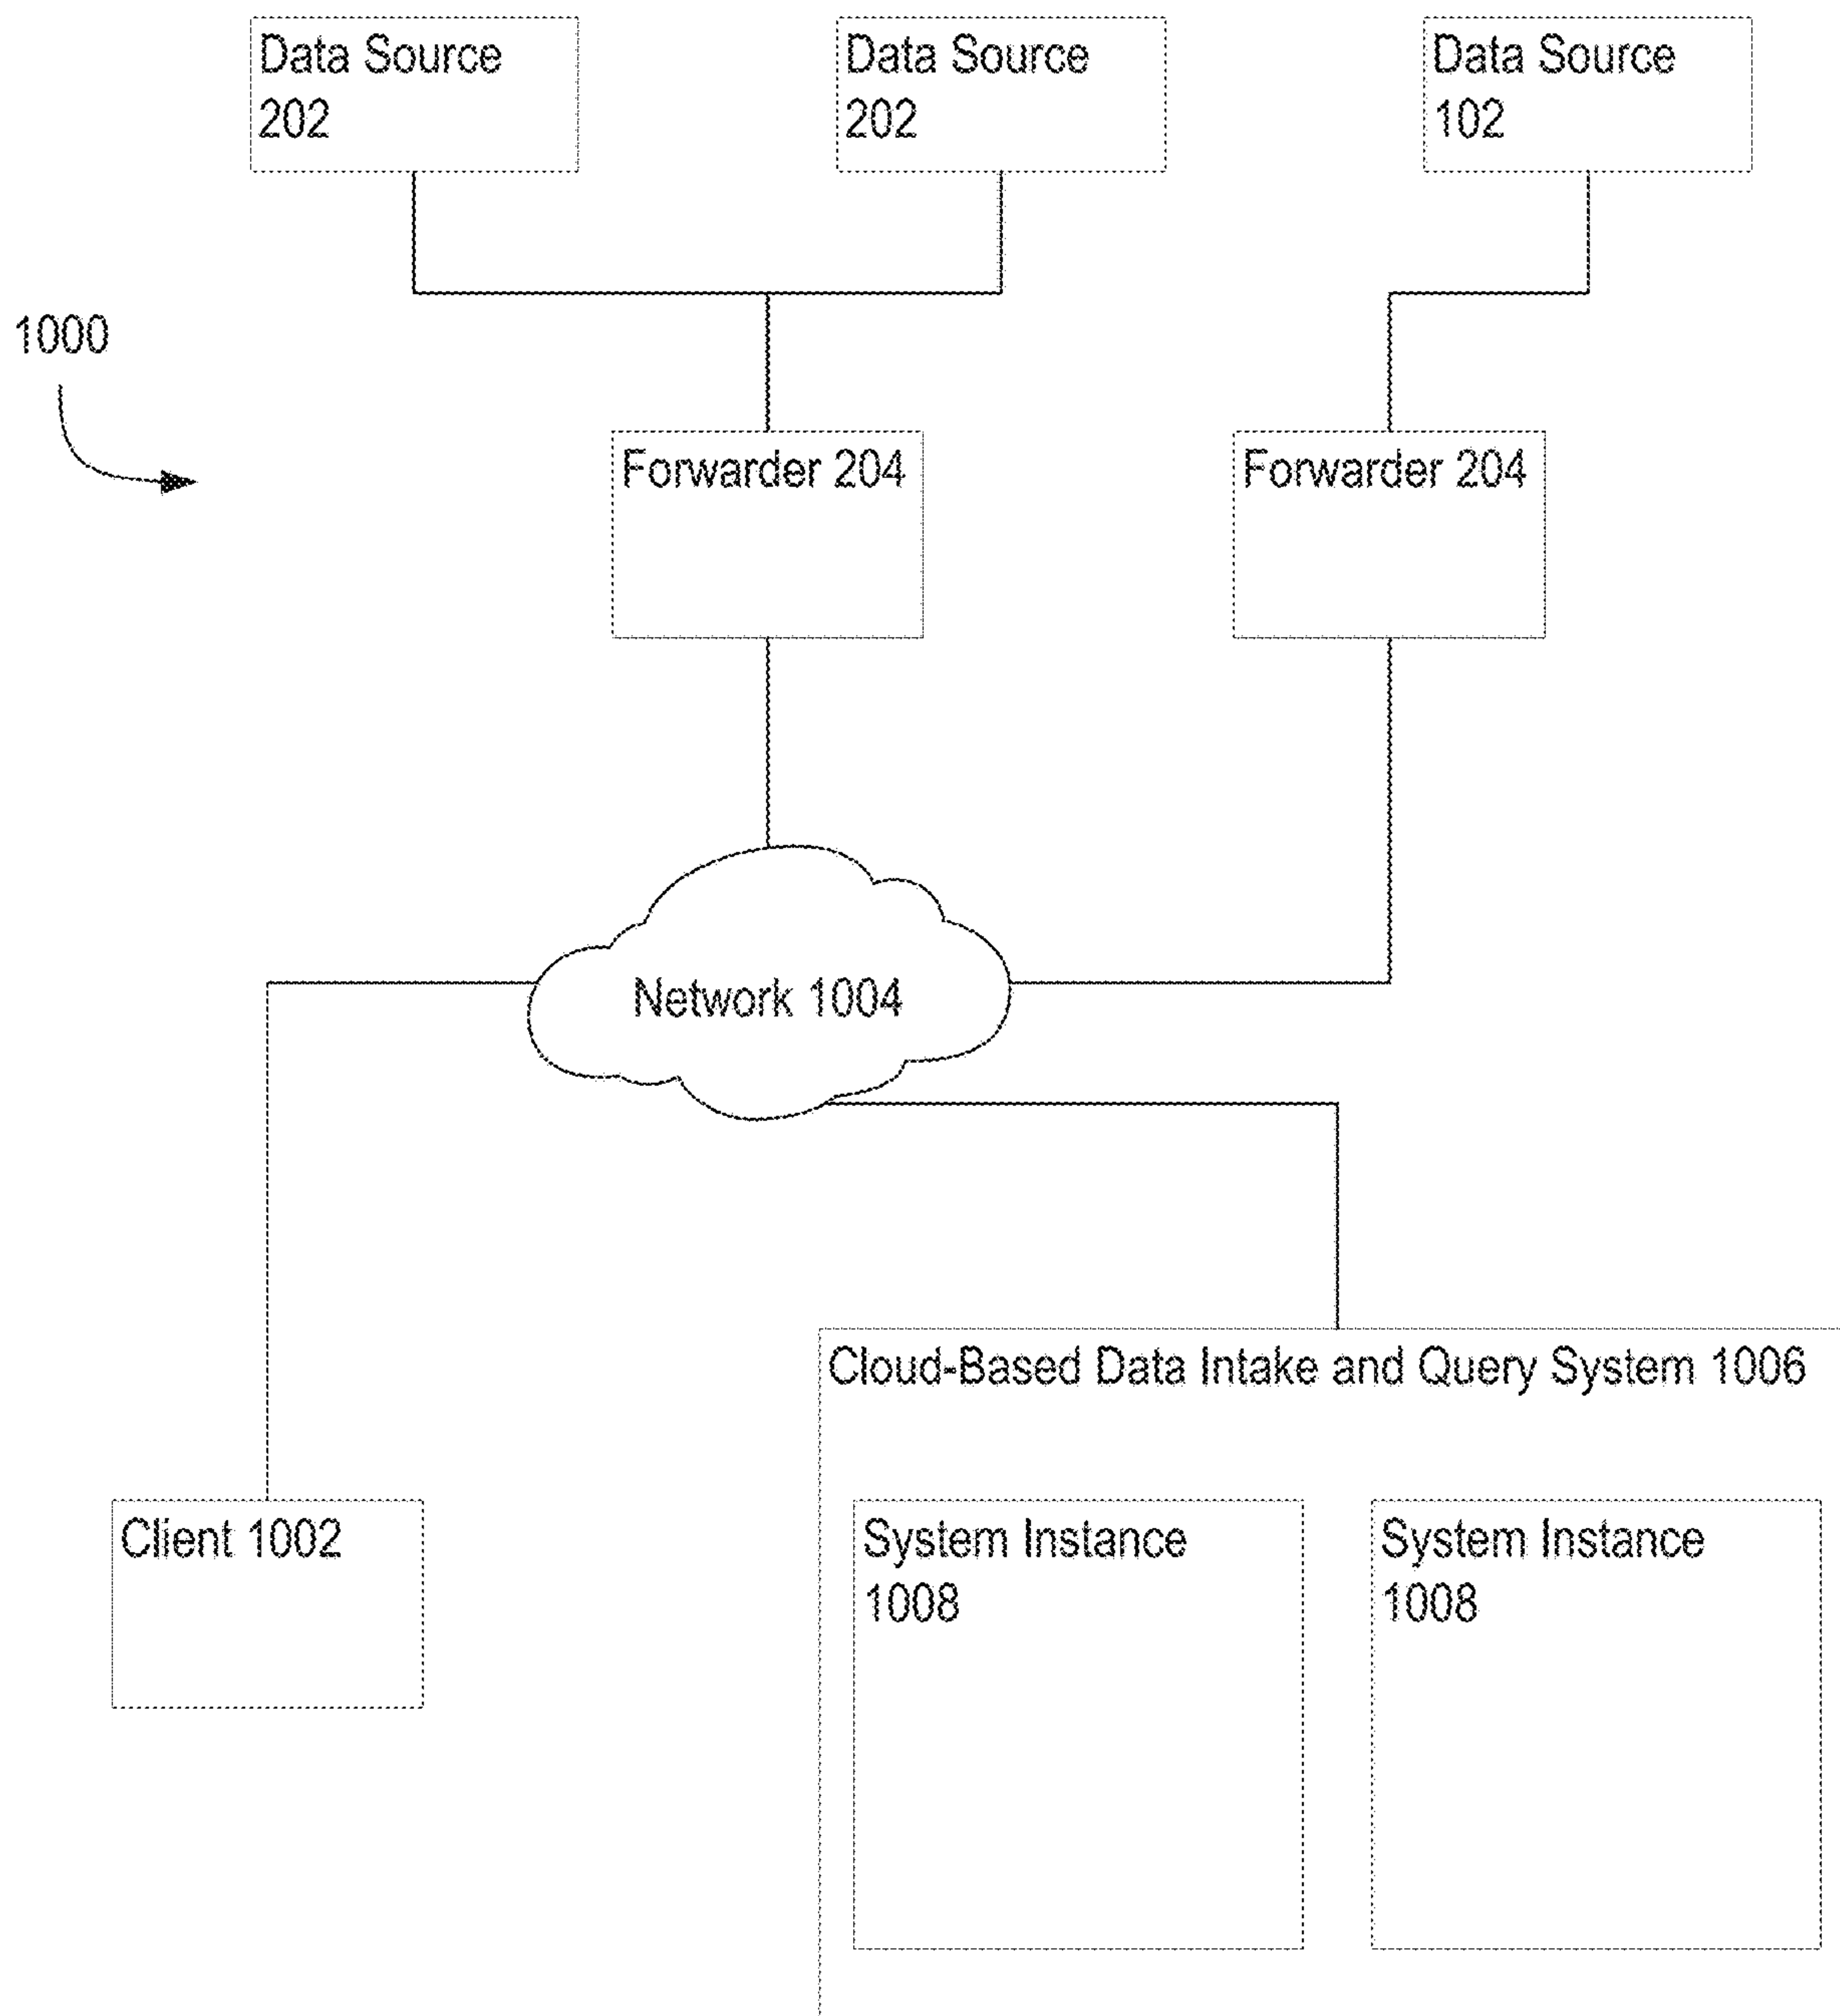 Data Source
202
Data Source
202
Data Source
102
1000
Forwarder 204
Forwarder 204
Network 1004
Cloud-Based Data Intake and Query System 1006
Client 1002
System Instance
1008
System Instance
1008